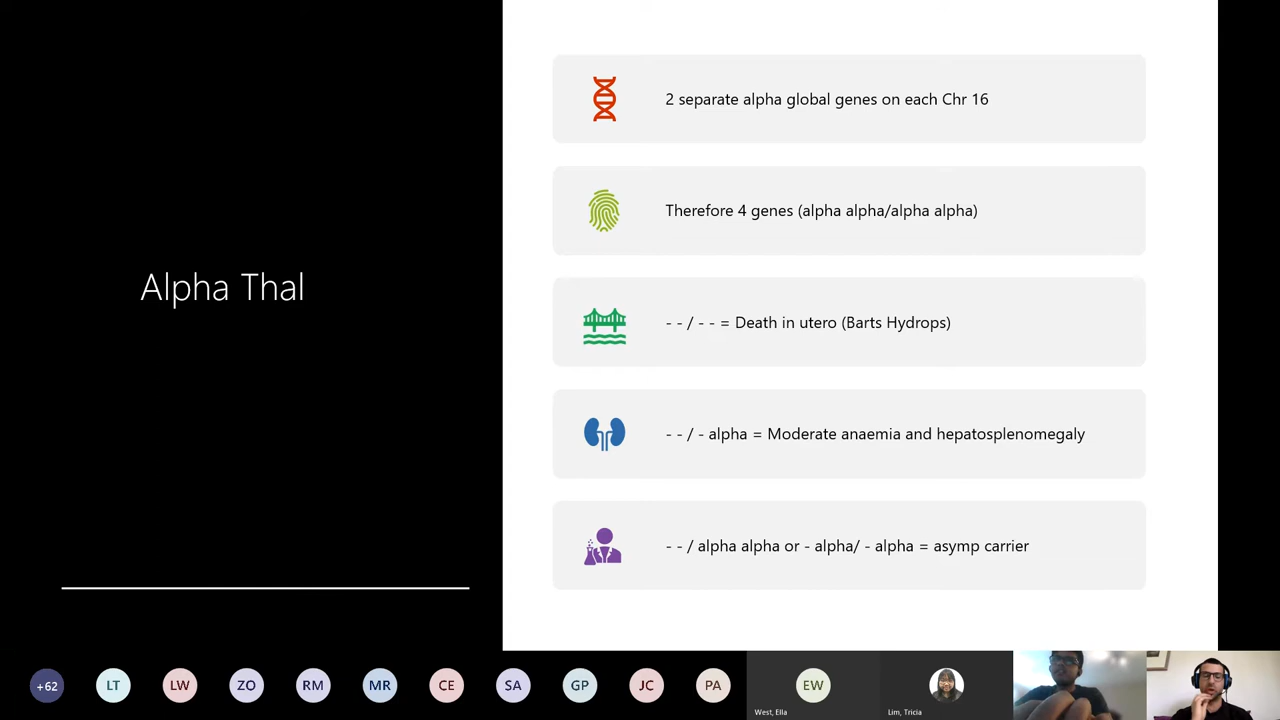 Alpha Thal
2 separate alpha global genes on each Chr 16
Therefore 4 genes (alpha alpha/alpha alpha)
- - / - - = Death in utero (Barts Hydrops)
- - / - alpha = Moderate anaemia and hepatosplenomegaly
- - / alpha alpha or - alpha/ - alpha = asymp carrier
+62
LT
LW
ZO
RM
MR
CE
SA
GP
JC
PA
EW
West, Ella
Lim, Tricia